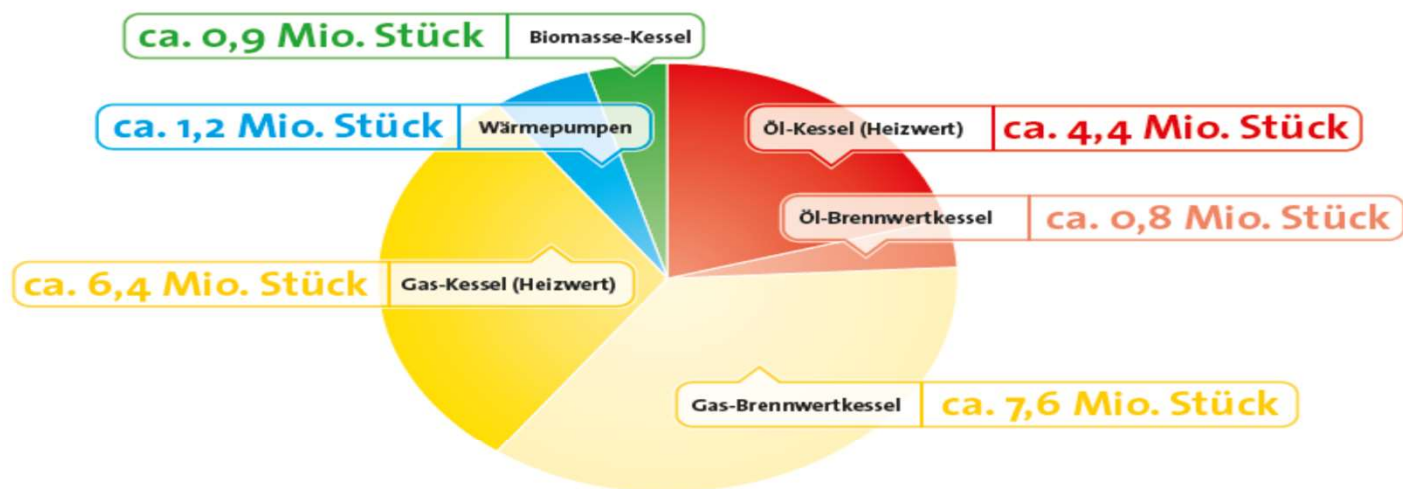 ca. 0,9 Mio. Stück Biomasse-Kessel
ca. 1,2 Mio. Stück Wärmepumpen
Öl-Kessel (Heizwert) ca. 4,4 Mio. Stück
Öl-Brennwertkessel ca. 0,8 Mio. Stück
ca. 6,4 Mio. Stück Gas-Kessel (Heizwert)
Gas-Brennwertkessel ca. 7,6 Mio. Stück